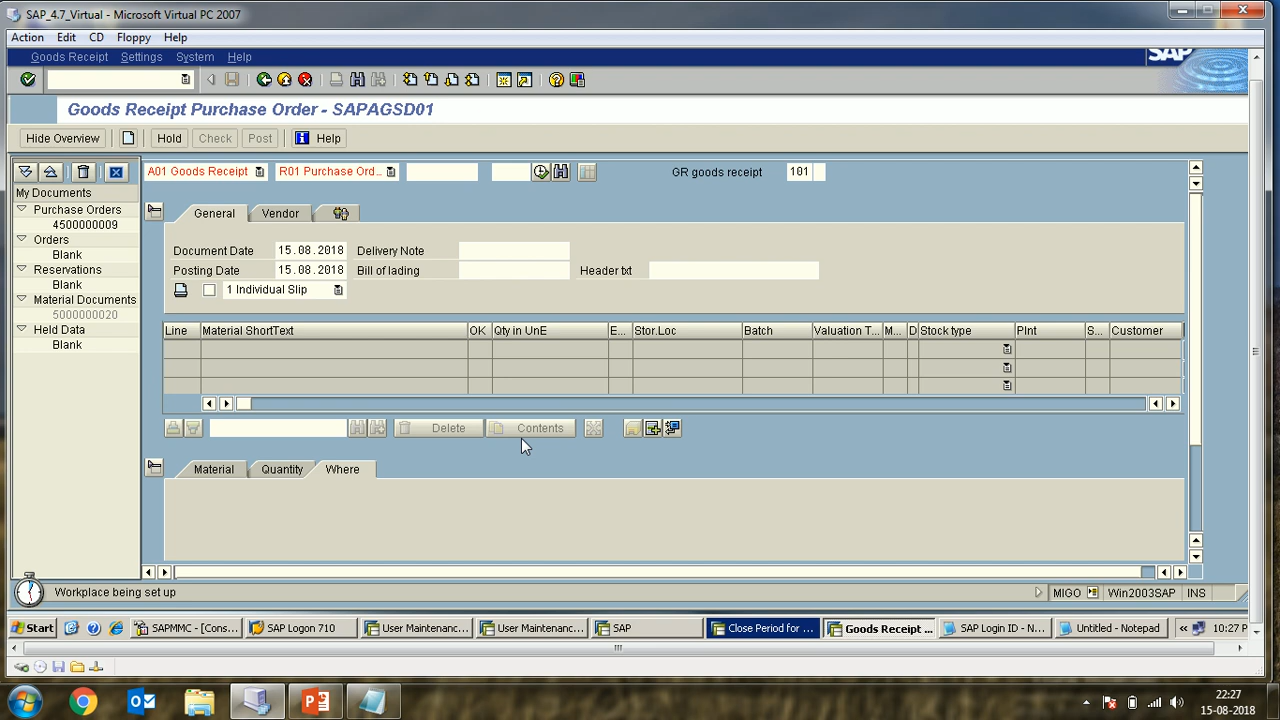 SAP_4.7_Virtual - Microsoft Virtual PC 2007
Action Edit CD Floppy Help
Goods Receipt Settings System Help
SAP
Goods Receipt Purchase Order - SAPAGSD01
Hide Overview Hold Check Post Help
A01 Goods Receipt R01 Purchase Ord... GR goods receipt 101
My Documents
Purchase Orders
4500000009
Orders
Blank
Reservations
Blank
Material Documents
5000000020
Held Data
Blank
General Vendor
Document Date 15.08.2018 Delivery Note
Posting Date 15.08.2018 Bill of lading Header txt
1 Individual Slip
Line Material ShortText OK Qty in UnE E... Stor.Loc Batch Valuation T... M... D Stock type Plnt S... Customer
Delete Contents
Material Quantity Where
Workplace being set up MIGO Win2003SAP INS
Start SAPMMC - [Cons... SAP Logon 710 User Maintenanc... User Maintenanc... SAP Close Period for ... Goods Receipt ... SAP Login ID - N... Untitled - Notepad 10:27 P
22:27
15-08-2018